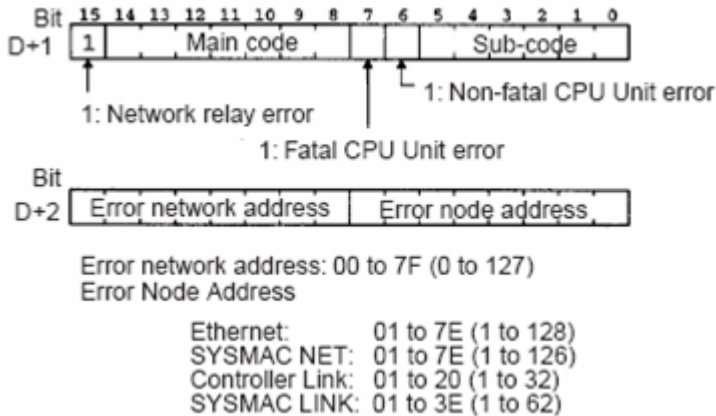 Bit 15 14 13 12 11 10 9 8 7 6 5 4 3 2 1 0
D+1 1 Main code Sub-code
1: Non-fatal CPU Unit error
1: Network relay error
1: Fatal CPU Unit error
Bit
D+2 Error network address Error node address
Error network address: 00 to 7F (0 to 127)
Error Node Address
Ethernet: 01 to 7E (1 to 128)
SYSMAC NET: 01 to 7E (1 to 126)
Controller Link: 01 to 20 (1 to 32)
SYSMAC LINK: 01 to 3E (1 to 62)